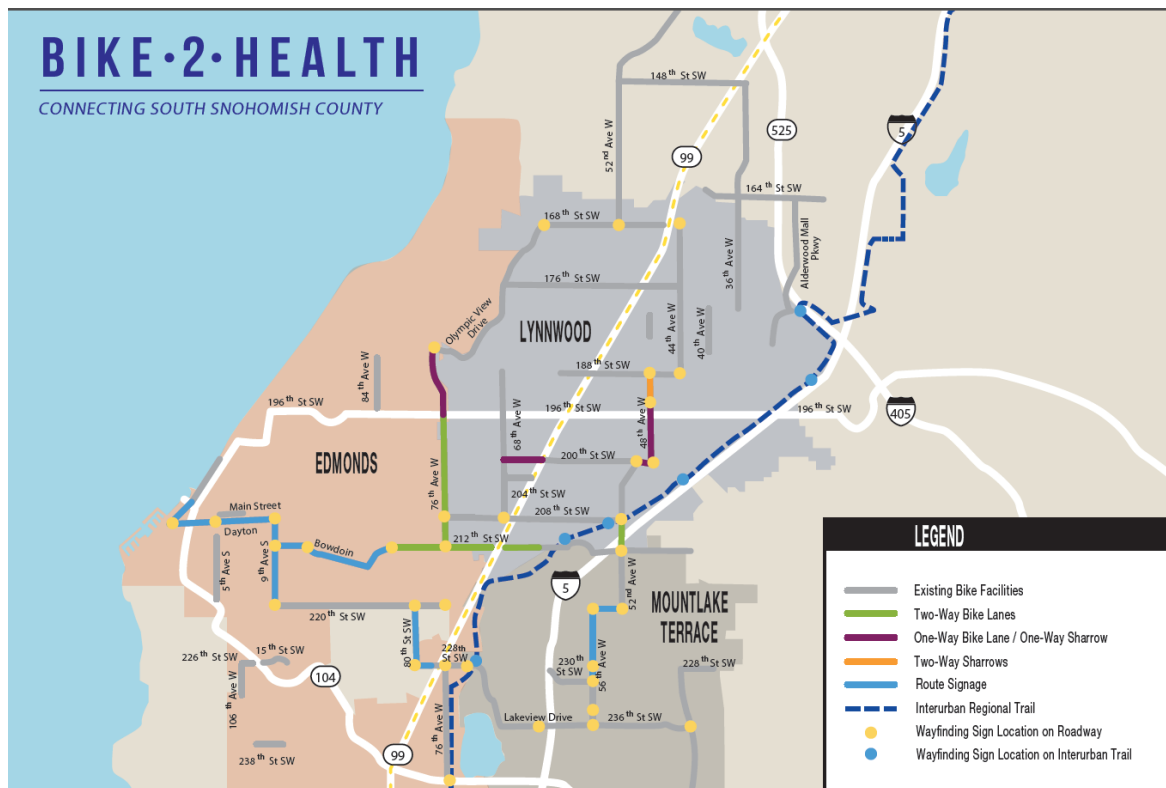 BIKE·2·HEALTH
CONNECTING SOUTH SNOHOMISH COUNTY
148th St SW
52nd Ave W
99
525
5
164th St SW
168th St SW
36th Ave W
Alderwood Mall
Pkwy
176th St SW
Olympic View
Drive
LYNNWOOD
44th Ave W
40th Ave W
84th Ave W
188th St SW
196th St SW
196th St SW
196th St SW
405
68th Ave W
48th Ave W
EDMONDS
200th St SW
76th Ave W
204th St SW
Main Street
208th St SW
Dayton
212th St SW
Bowdoin
5th Ave S
9th Ave S
5
52nd Ave W
MOUNTLAKE
TERRACE
220th St SW
80th St SW
228th
St SW
226th St SW
15th St SW
230th
St SW
56th Ave W
228th St SW
104
106th Ave W
Lakeview Drive
236th St SW
76th Ave W
238th St SW
99
LEGEND
Existing Bike Facilities
Two-Way Bike Lanes
One-Way Bike Lane / One-Way Sharrow
Two-Way Sharrows
Route Signage
Interurban Regional Trail
Wayfinding Sign Location on Roadway
Wayfinding Sign Location on Interurban Trail